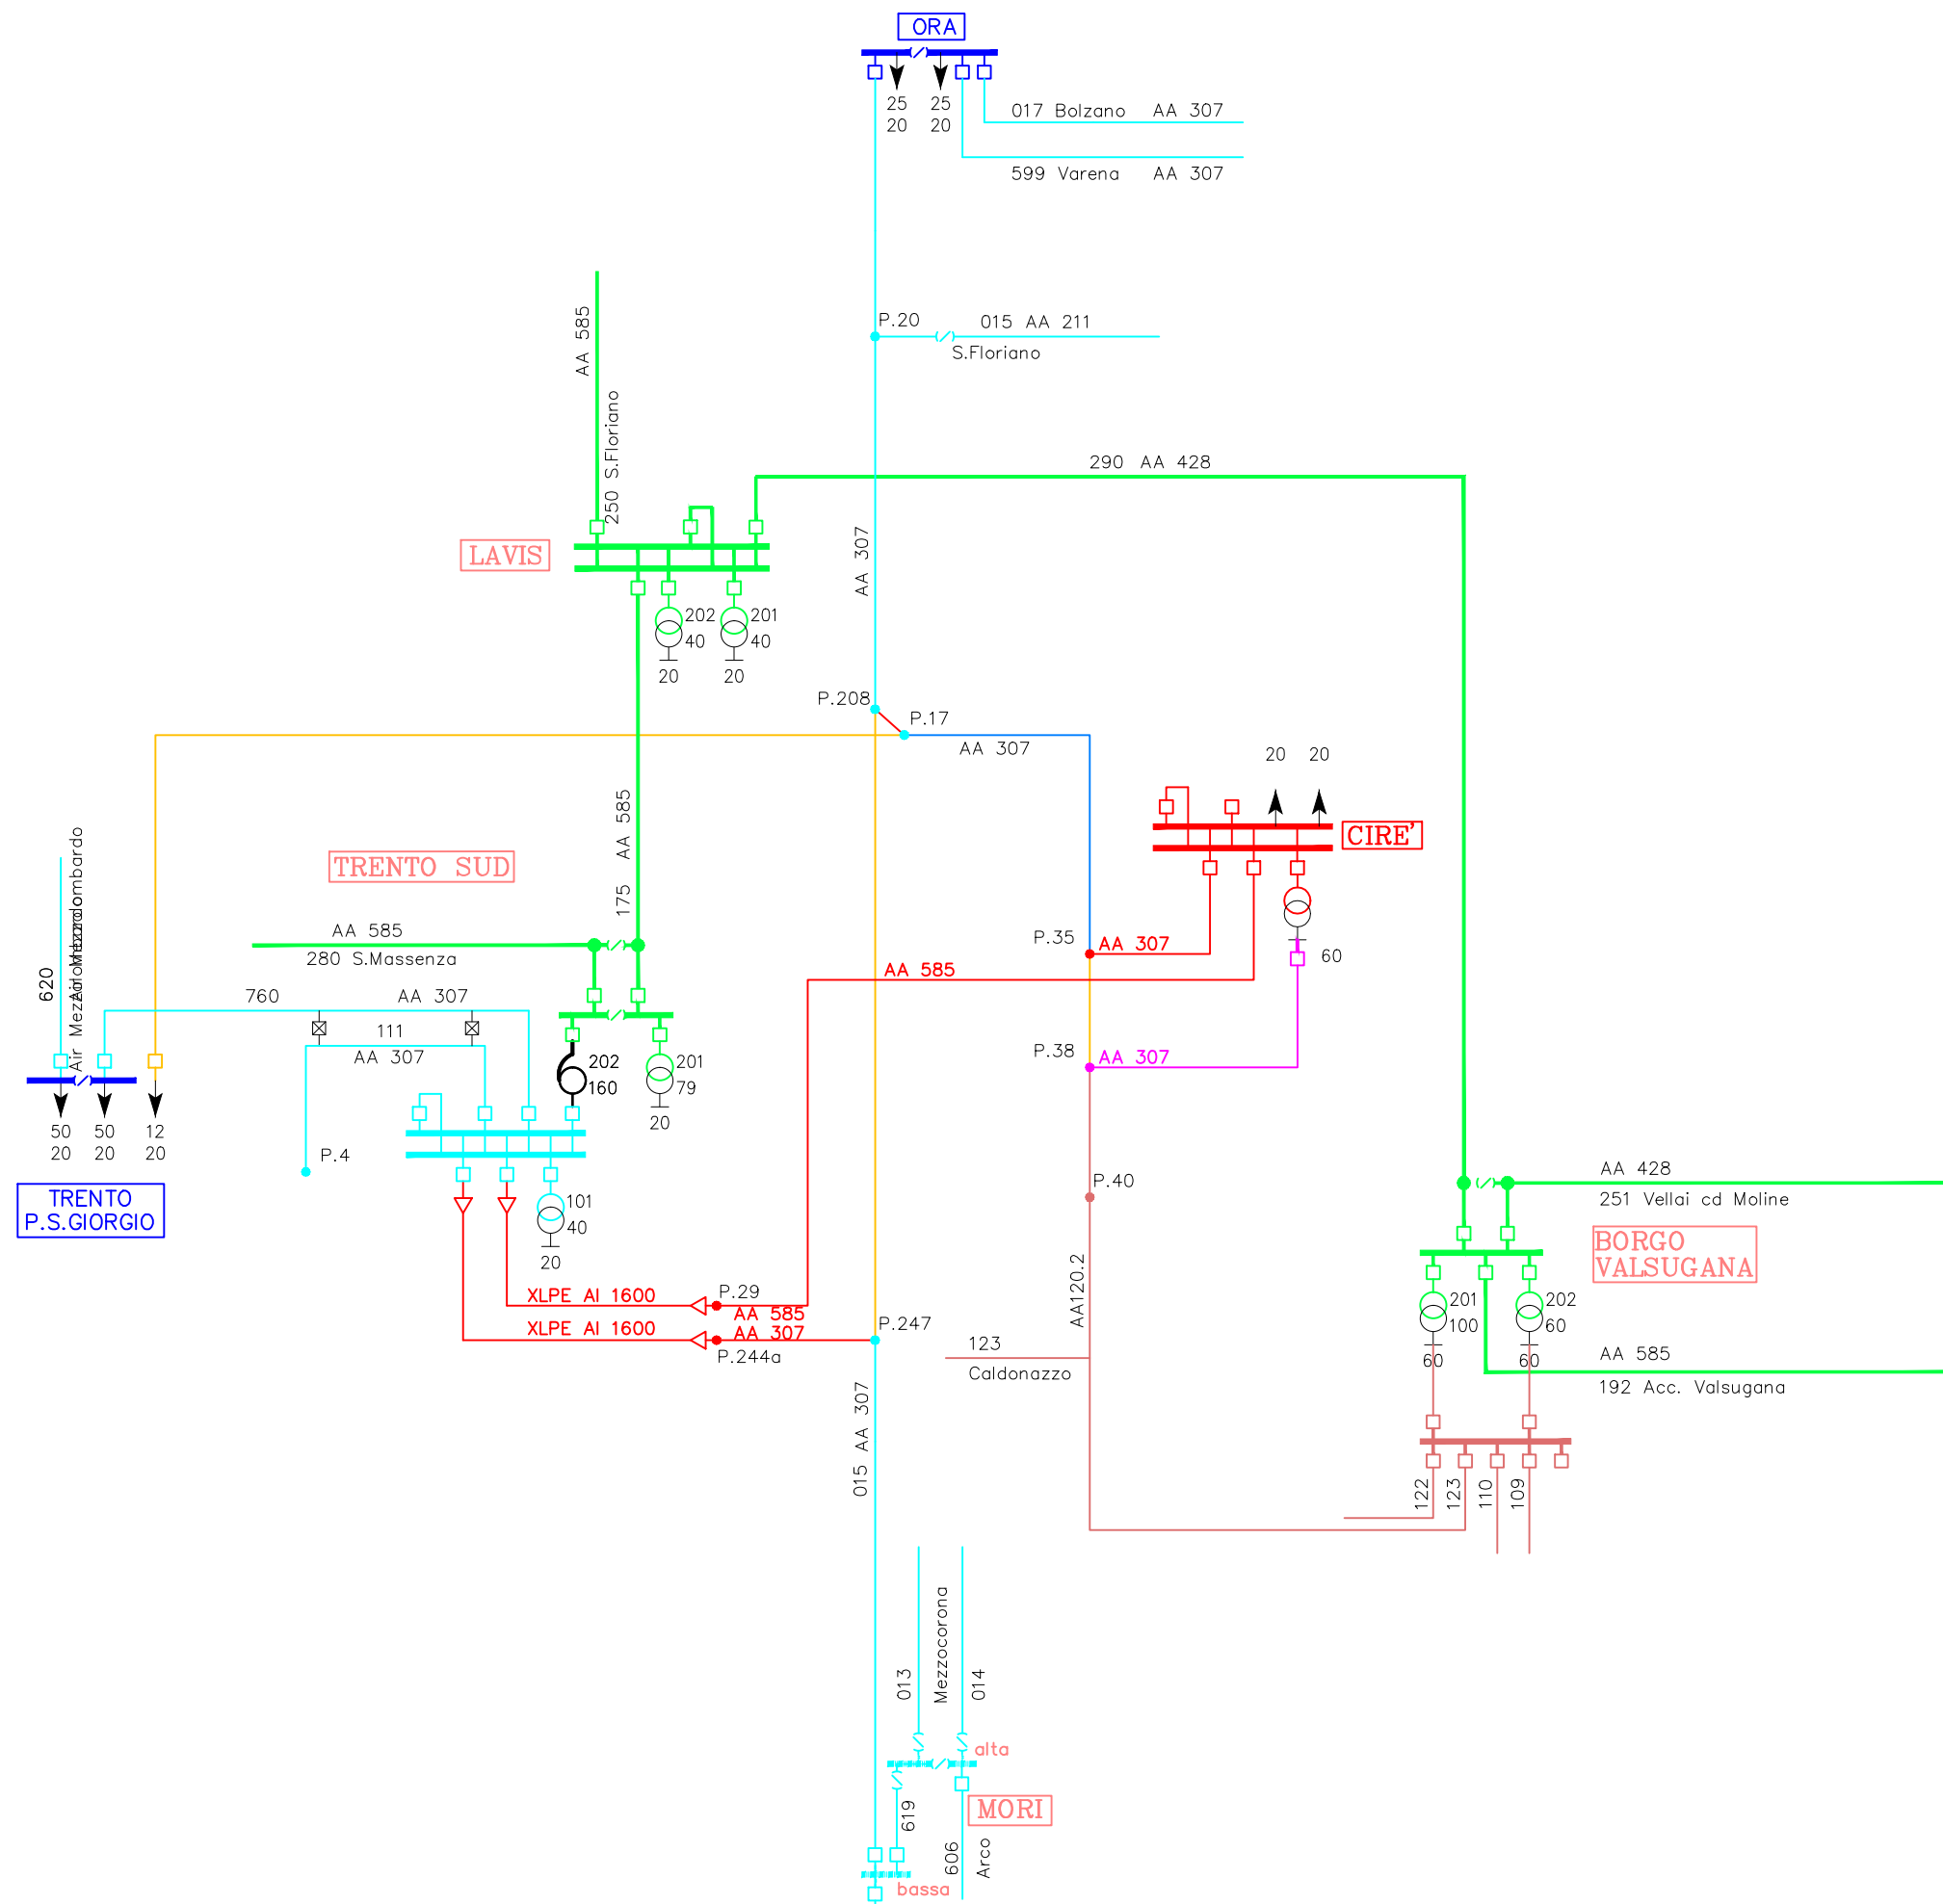 ORA
25 25
20 20
017 Bolzano AA 307
599 Varena AA 307
P.20
015 AA 211
S.Floriano
AA 585
250 S.Floriano
290 AA 428
LAVIS
AA 307
202
40
20
201
40
20
P.208
P.17
AA 307
20 20
CIRE'
175 AA 585
TRENTO SUD
AA 585
280 S.Massenza
P.35
AA 307
60
AA 585
620
760 AA 307
111
AA 307
P.38
AA 307
202
160
201
79
20
50 50 12
20 20 20
P.4
TRENTO
P.S.GIORGIO
101
40
20
P.40
AA 428
251 Vellai cd Moline
BORGO
VALSUGANA
XLPE Al 1600
P.29
AA 585
XLPE Al 1600
AA 307
P.244a
P.247
AA120.2
123
Caldonazzo
201
100
60
202
60
60
AA 585
192 Acc. Valsugana
015 AA 307
122
123
110
109
013
Mezzocorona
014
alta
MORI
619
606
Arco
bassa